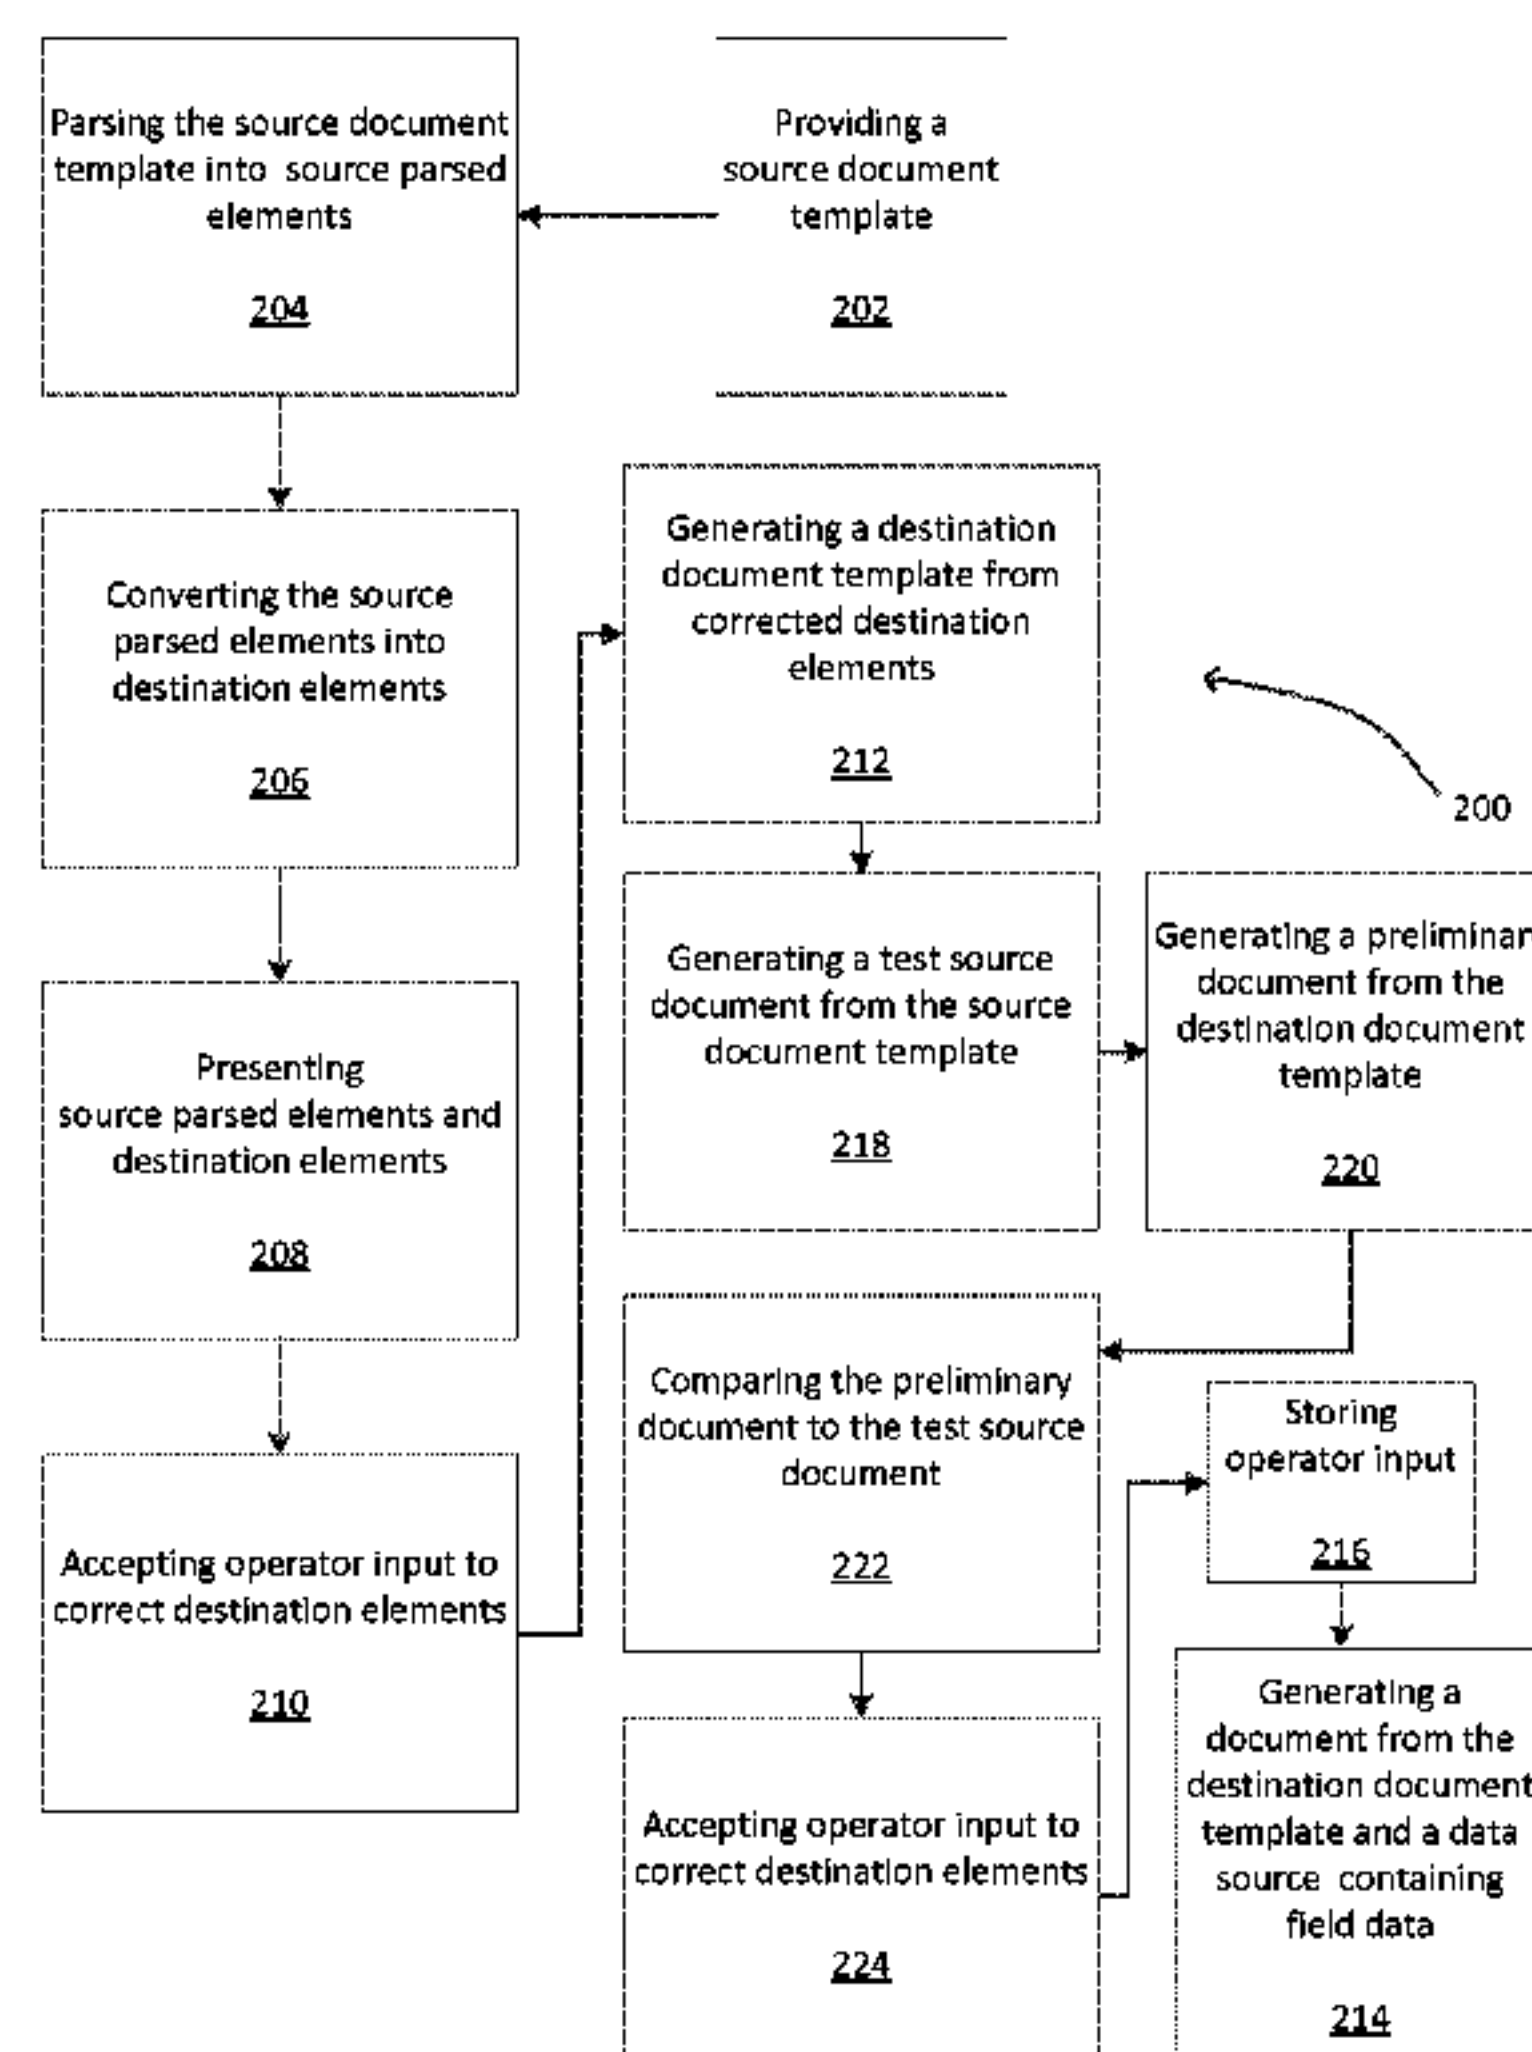 Providing a
source document
template
202
Parsing the source document
template into  source parsed
elements
204
Converting the source
parsed elements into
destination elements
206
Presenting
source parsed elements and
destination elements
208
Accepting operator input to
correct destination elements
210
Generating a destination
document template from
corrected destination
elements
212
200
Generating a test source
document from the source
document template
218
Generating a preliminar
document from the
destination document
template
220
Comparing the preliminary
document to the test source
document
222
Accepting operator input to
correct destination elements
224
Storing
operator input
216
Generating a
document from the
destination document
template and a data
source  containing
field data
214